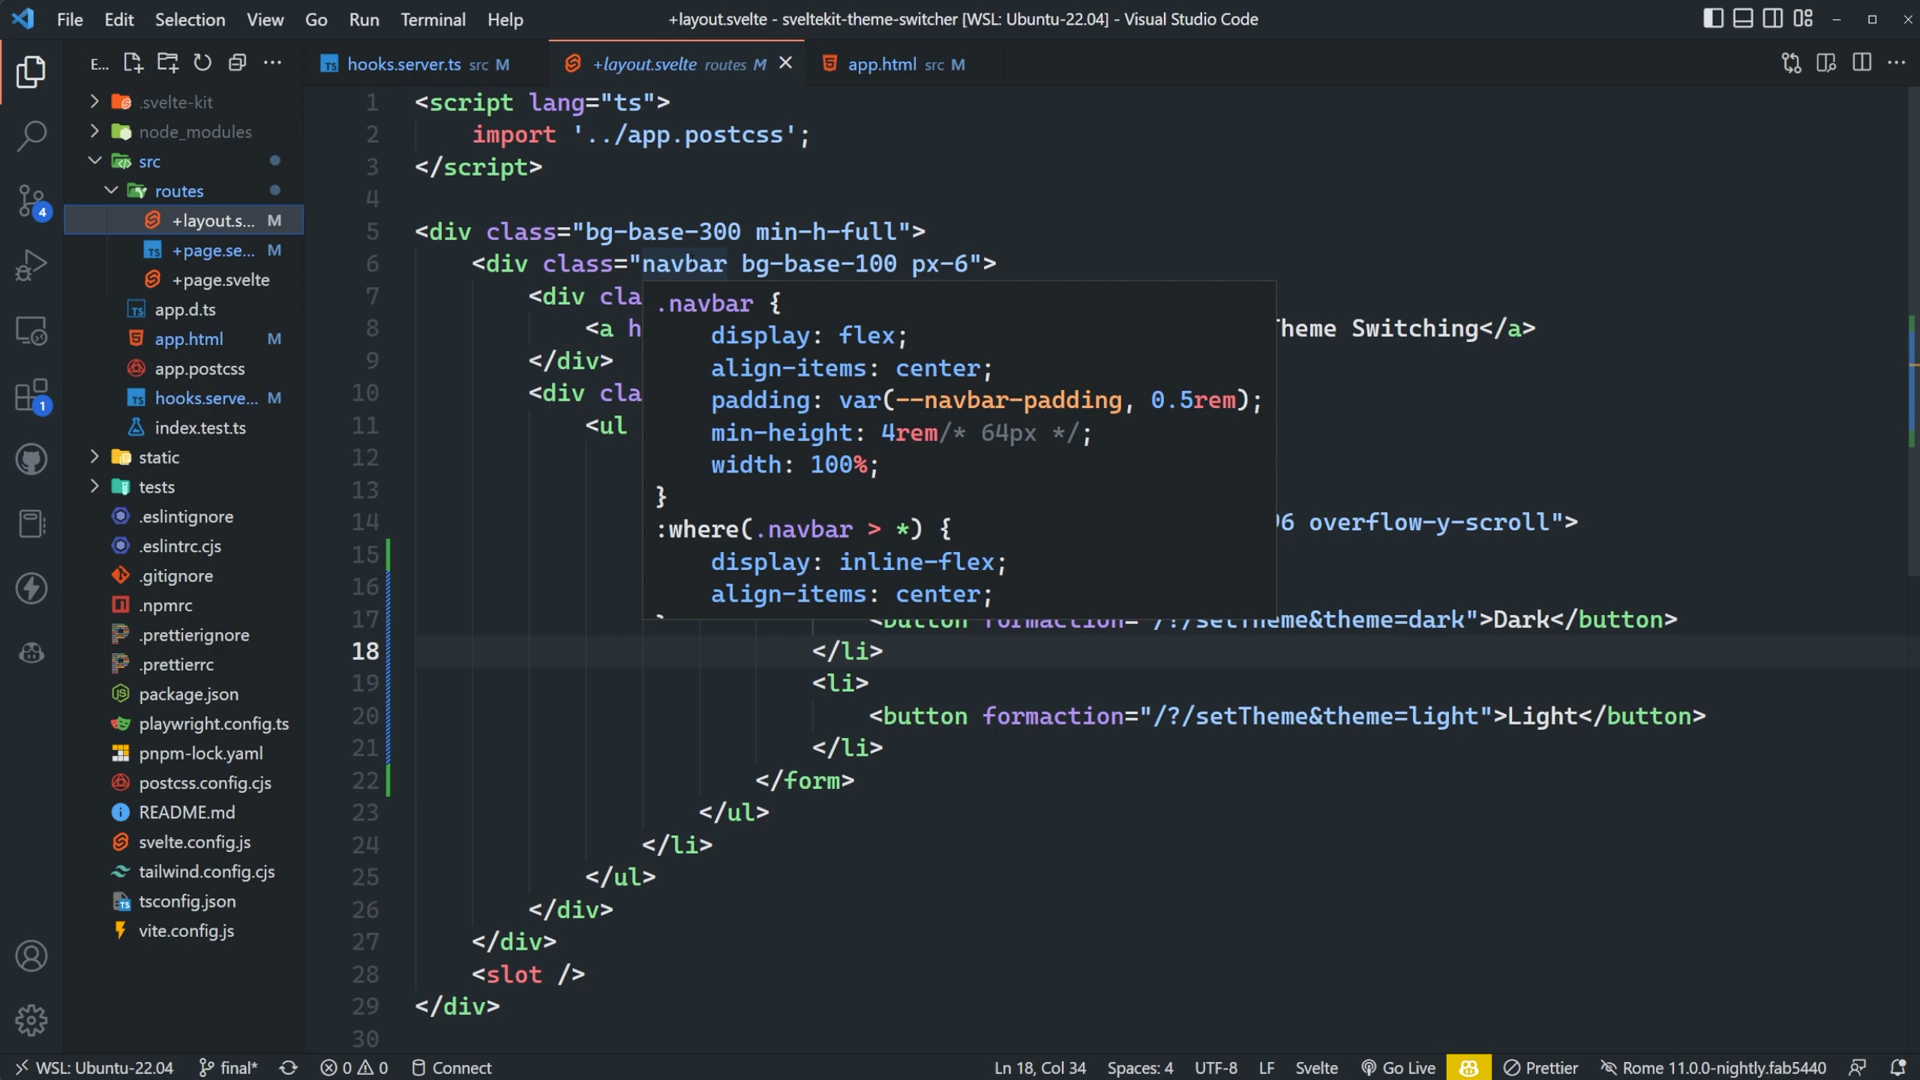 File Edit Selection View Go Run Terminal Help
+layout.svelte - sveltekit-theme-switcher [WSL: Ubuntu-22.04] - Visual Studio Code
E...
hooks.server.ts src M
+layout.svelte routes M
app.html src M
.svelte-kit
node_modules
src
routes
+layout.s... M
+page.se... M
+page.svelte
app.d.ts
app.html M
app.postcss
hooks.serve... M
index.test.ts
static
tests
.eslintignore
.eslintrc.cjs
.gitignore
.npmrc
.prettierignore
.prettierrc
package.json
playwright.config.ts
pnpm-lock.yaml
postcss.config.cjs
README.md
svelte.config.js
tailwind.config.cjs
tsconfig.json
vite.config.js
4
1
1 <script lang="ts">
2 import '../app.postcss';
3 </script>
4
5 <div class="bg-base-300 min-h-full">
6 <div class="navbar bg-base-100 px-6">
7 <div cla
8 <a h Theme Switching</a>
9 </div>
10 <div cla
11 <ul
12
13
14 96 overflow-y-scroll">
15
16
17 <button formaction="/?/setTheme&theme=dark">Dark</button>
18 </li>
19 <li>
20 <button formaction="/?/setTheme&theme=light">Light</button>
21 </li>
22 </form>
23 </ul>
24 </li>
25 </ul>
26 </div>
27 </div>
28 <slot />
29 </div>
30
.navbar {
display: flex;
align-items: center;
padding: var(--navbar-padding, 0.5rem);
min-height: 4rem/* 64px */;
width: 100%;
}
:where(.navbar > *) {
display: inline-flex;
align-items: center;
WSL: Ubuntu-22.04 final* 0 0 Connect
Ln 18, Col 34 Spaces: 4 UTF-8 LF Svelte Go Live Prettier Rome 11.0.0-nightly.fab5440